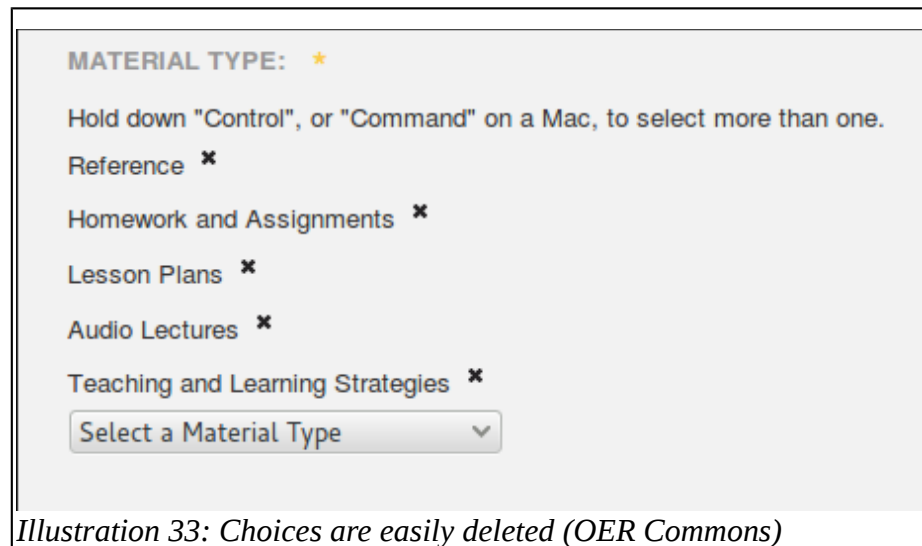 MATERIAL TYPE: *
Hold down "Control", or "Command" on a Mac, to select more than one.
Reference ✖
Homework and Assignments ✖
Lesson Plans ✖
Audio Lectures ✖
Teaching and Learning Strategies ✖
Select a Material Type
Illustration 33: Choices are easily deleted (OER Commons)